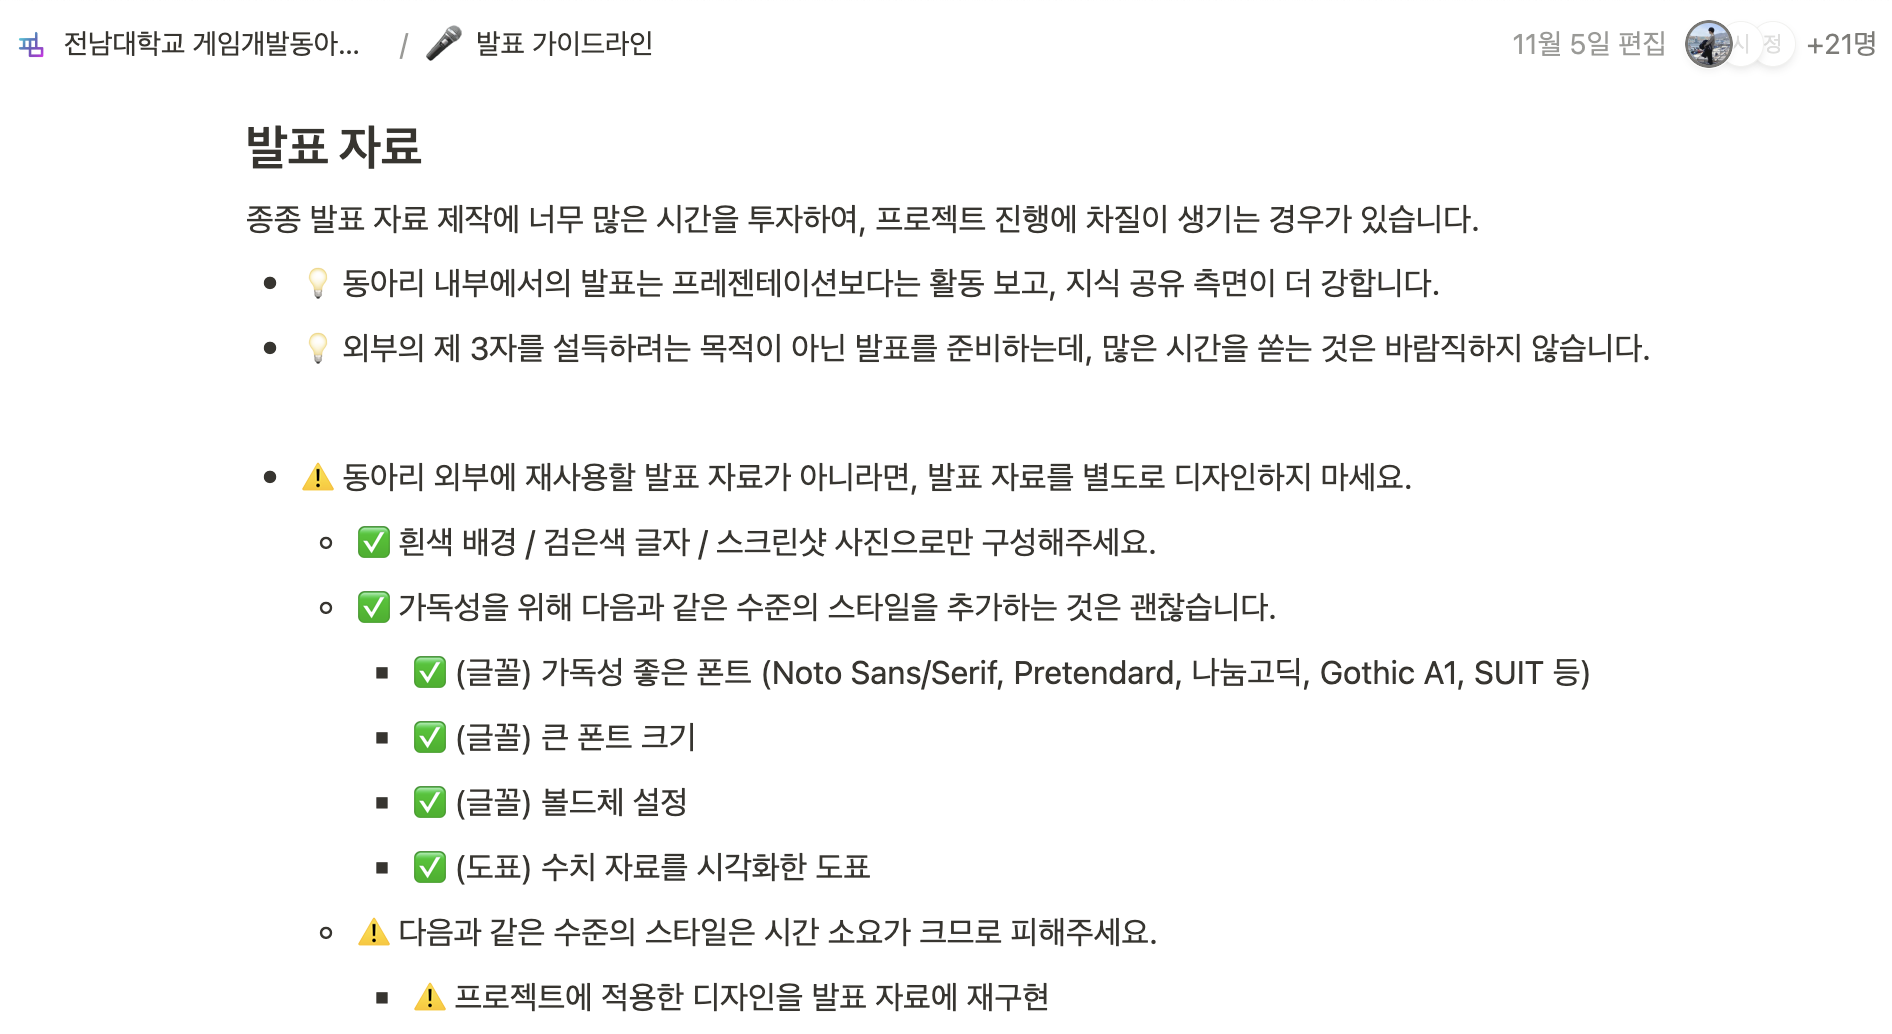 전남대학교 게임개발동아... / 발표 가이드라인
11월 5일 편집 시 정 +21명
발표 자료
종종 발표 자료 제작에 너무 많은 시간을 투자하여, 프로젝트 진행에 차질이 생기는 경우가 있습니다.
동아리 내부에서의 발표는 프레젠테이션보다는 활동 보고, 지식 공유 측면이 더 강합니다.
외부의 제 3자를 설득하려는 목적이 아닌 발표를 준비하는데, 많은 시간을 쏟는 것은 바람직하지 않습니다.
동아리 외부에 재사용할 발표 자료가 아니라면, 발표 자료를 별도로 디자인하지 마세요.
흰색 배경 / 검은색 글자 / 스크린샷 사진으로만 구성해주세요.
가독성을 위해 다음과 같은 수준의 스타일을 추가하는 것은 괜찮습니다.
(글꼴) 가독성 좋은 폰트 (Noto Sans/Serif, Pretendard, 나눔고딕, Gothic A1, SUIT 등)
(글꼴) 큰 폰트 크기
(글꼴) 볼드체 설정
(도표) 수치 자료를 시각화한 도표
다음과 같은 수준의 스타일은 시간 소요가 크므로 피해주세요.
프로젝트에 적용한 디자인을 발표 자료에 재구현